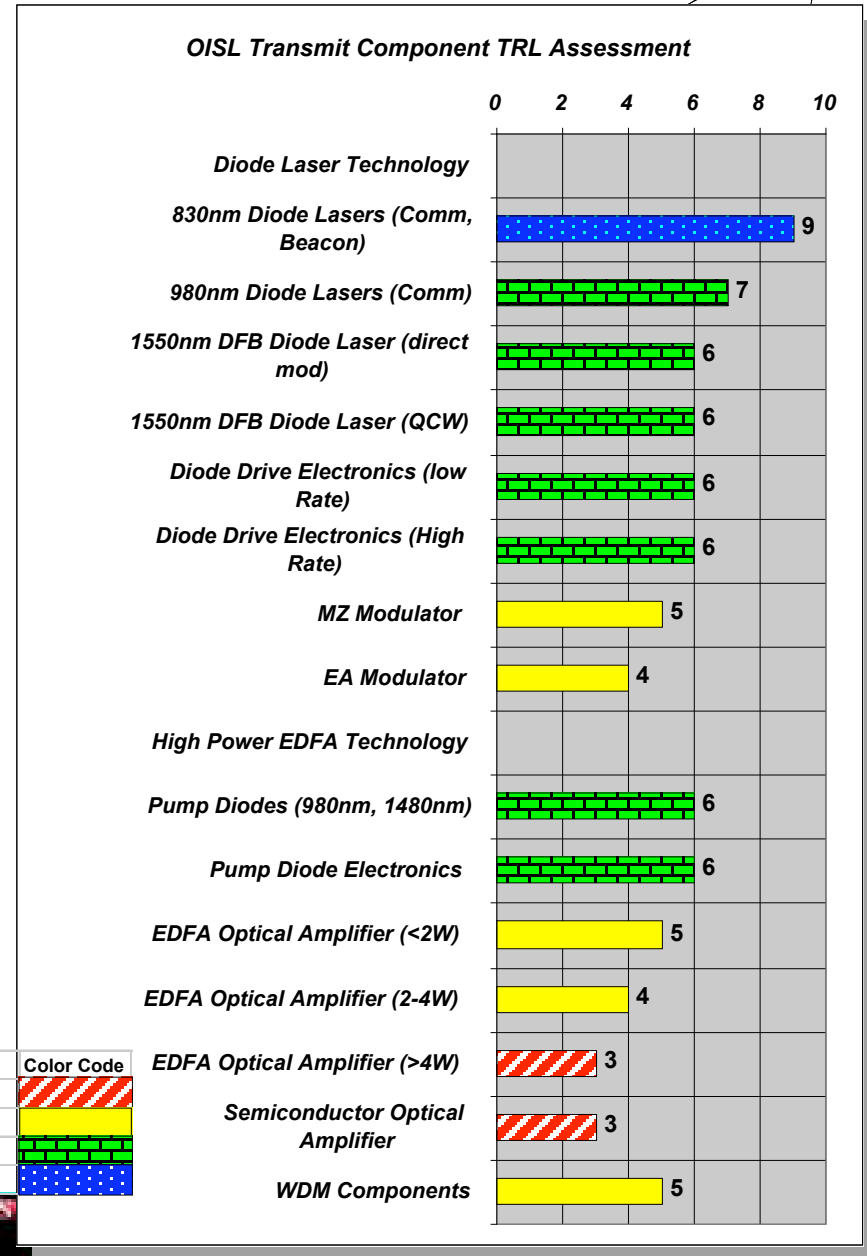 OISL Transmit Component TRL Assessment
0 2 4 6 8 10
Diode Laser Technology
830nm Diode Lasers (Comm,
Beacon)
9
980nm Diode Lasers (Comm)
7
1550nm DFB Diode Laser (direct
mod)
6
1550nm DFB Diode Laser (QCW)
6
Diode Drive Electronics (low
Rate)
6
Diode Drive Electronics (High
Rate)
6
MZ Modulator
5
EA Modulator
4
High Power EDFA Technology
Pump Diodes (980nm, 1480nm)
6
Pump Diode Electronics
6
EDFA Optical Amplifier (<2W)
5
EDFA Optical Amplifier (2-4W)
4
EDFA Optical Amplifier (>4W)
3
Semiconductor Optical
Amplifier
3
WDM Components
5
Color Code